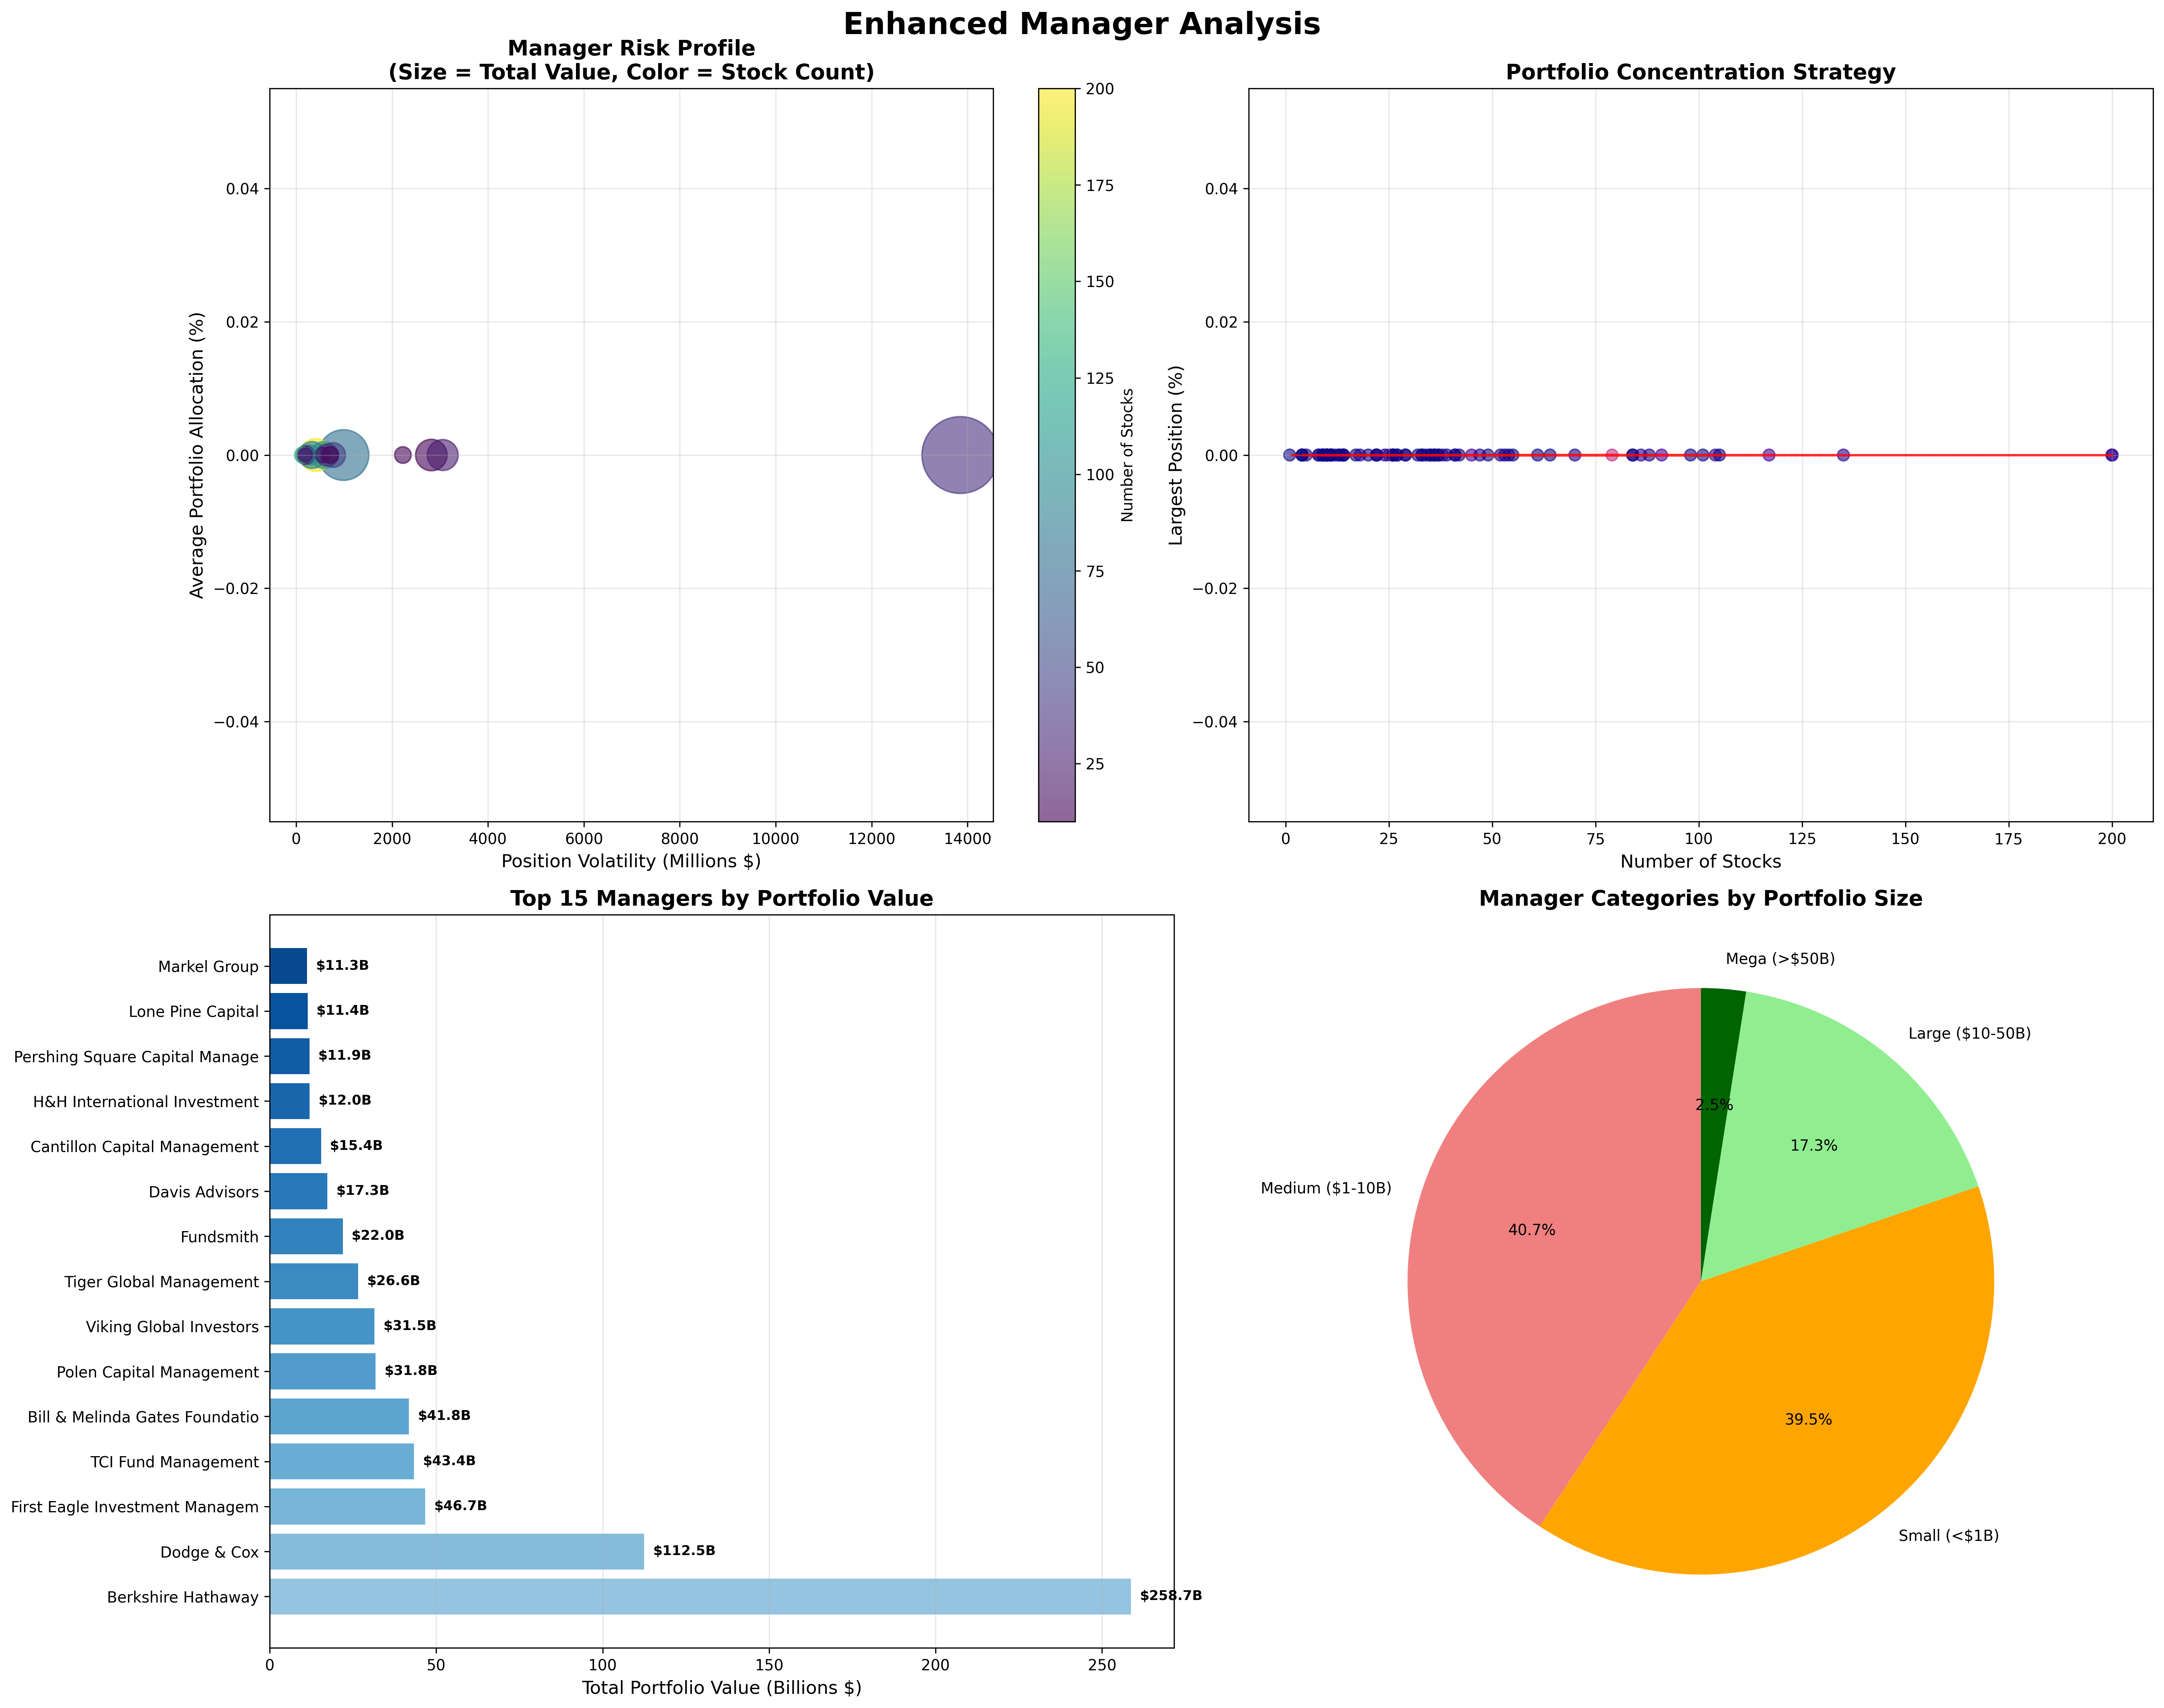 Enhanced Manager Analysis
Manager Risk Profile
(Size = Total Value, Color = Stock Count)
Average Portfolio Allocation (%)
0.04
0.02
0.00
−0.02
−0.04
0
2000
4000
6000
8000
10000
12000
14000
Position Volatility (Millions $)
200
175
150
125
100
75
50
25
Number of Stocks
Portfolio Concentration Strategy
Largest Position (%)
0.04
0.02
0.00
−0.02
−0.04
0
25
50
75
100
125
150
175
200
Number of Stocks
Top 15 Managers by Portfolio Value
Markel Group
$11.3B
Lone Pine Capital
$11.4B
Pershing Square Capital Manage
$11.9B
H&H International Investment
$12.0B
Cantillon Capital Management
$15.4B
Davis Advisors
$17.3B
Fundsmith
$22.0B
Tiger Global Management
$26.6B
Viking Global Investors
$31.5B
Polen Capital Management
$31.8B
Bill & Melinda Gates Foundatio
$41.8B
TCI Fund Management
$43.4B
First Eagle Investment Managem
$46.7B
Dodge & Cox
$112.5B
Berkshire Hathaway
$258.7B
0
50
100
150
200
250
Total Portfolio Value (Billions $)
Manager Categories by Portfolio Size
Mega (>$50B)
2.5%
Large ($10-50B)
17.3%
Medium ($1-10B)
40.7%
Small (<$1B)
39.5%